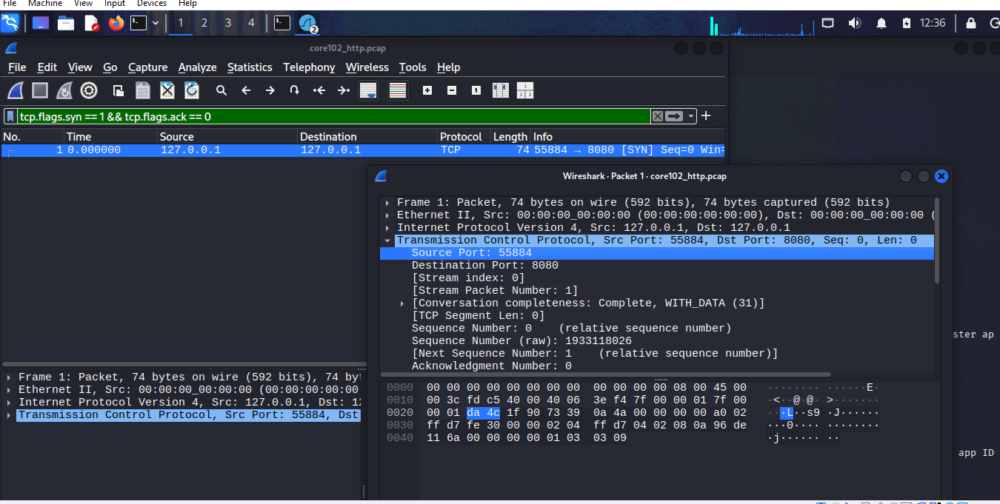 File Machine View Input Devices Help
1 2 3 4 2 12:36
core102_http.pcap
File Edit View Go Capture Analyze Statistics Telephony Wireless Tools Help
tcp.flags.syn == 1 && tcp.flags.ack == 0
No. Time Source Destination Protocol Length Info
1 0.000000 127.0.0.1 127.0.0.1 TCP 74 55884 → 8080 [SYN] Seq=0 Win=
Wireshark · Packet 1 · core102_http.pcap
Frame 1: Packet, 74 bytes on wire (592 bits), 74 bytes captured (592 bits)
Ethernet II, Src: 00:00:00_00:00:00 (00:00:00:00:00:00), Dst: 00:00:00_00:00:00 (
Internet Protocol Version 4, Src: 127.0.0.1, Dst: 127.0.0.1
Transmission Control Protocol, Src Port: 55884, Dst Port: 8080, Seq: 0, Len: 0
Source Port: 55884
Destination Port: 8080
[Stream index: 0]
[Stream Packet Number: 1]
[Conversation completeness: Complete, WITH_DATA (31)]
[TCP Segment Len: 0]
Sequence Number: 0 (relative sequence number)
Sequence Number (raw): 1933118026
[Next Sequence Number: 1 (relative sequence number)]
Acknowledgment Number: 0
0000 00 00 00 00 00 00 00 00 00 00 00 00 08 00 45 00 ········ ······E·
0010 00 3c fd c5 40 00 40 06 3e f4 7f 00 00 01 7f 00 ·<··@·@· >·······
0020 00 01 da 4c 1f 90 73 39 0a 4a 00 00 00 00 a0 02 ···L··s9 ·J······
0030 ff d7 fe 30 00 00 02 04 ff d7 04 02 08 0a 96 de ···0···· ········
0040 11 6a 00 00 00 00 01 03 03 09 ·j······ ··
Frame 1: Packet, 74 bytes on wire (592 bits), 74 by
Ethernet II, Src: 00:00:00_00:00:00 (00:00:00:00:00
Internet Protocol Version 4, Src: 127.0.0.1, Dst: 12
Transmission Control Protocol, Src Port: 55884, Dst
ster ap
app ID